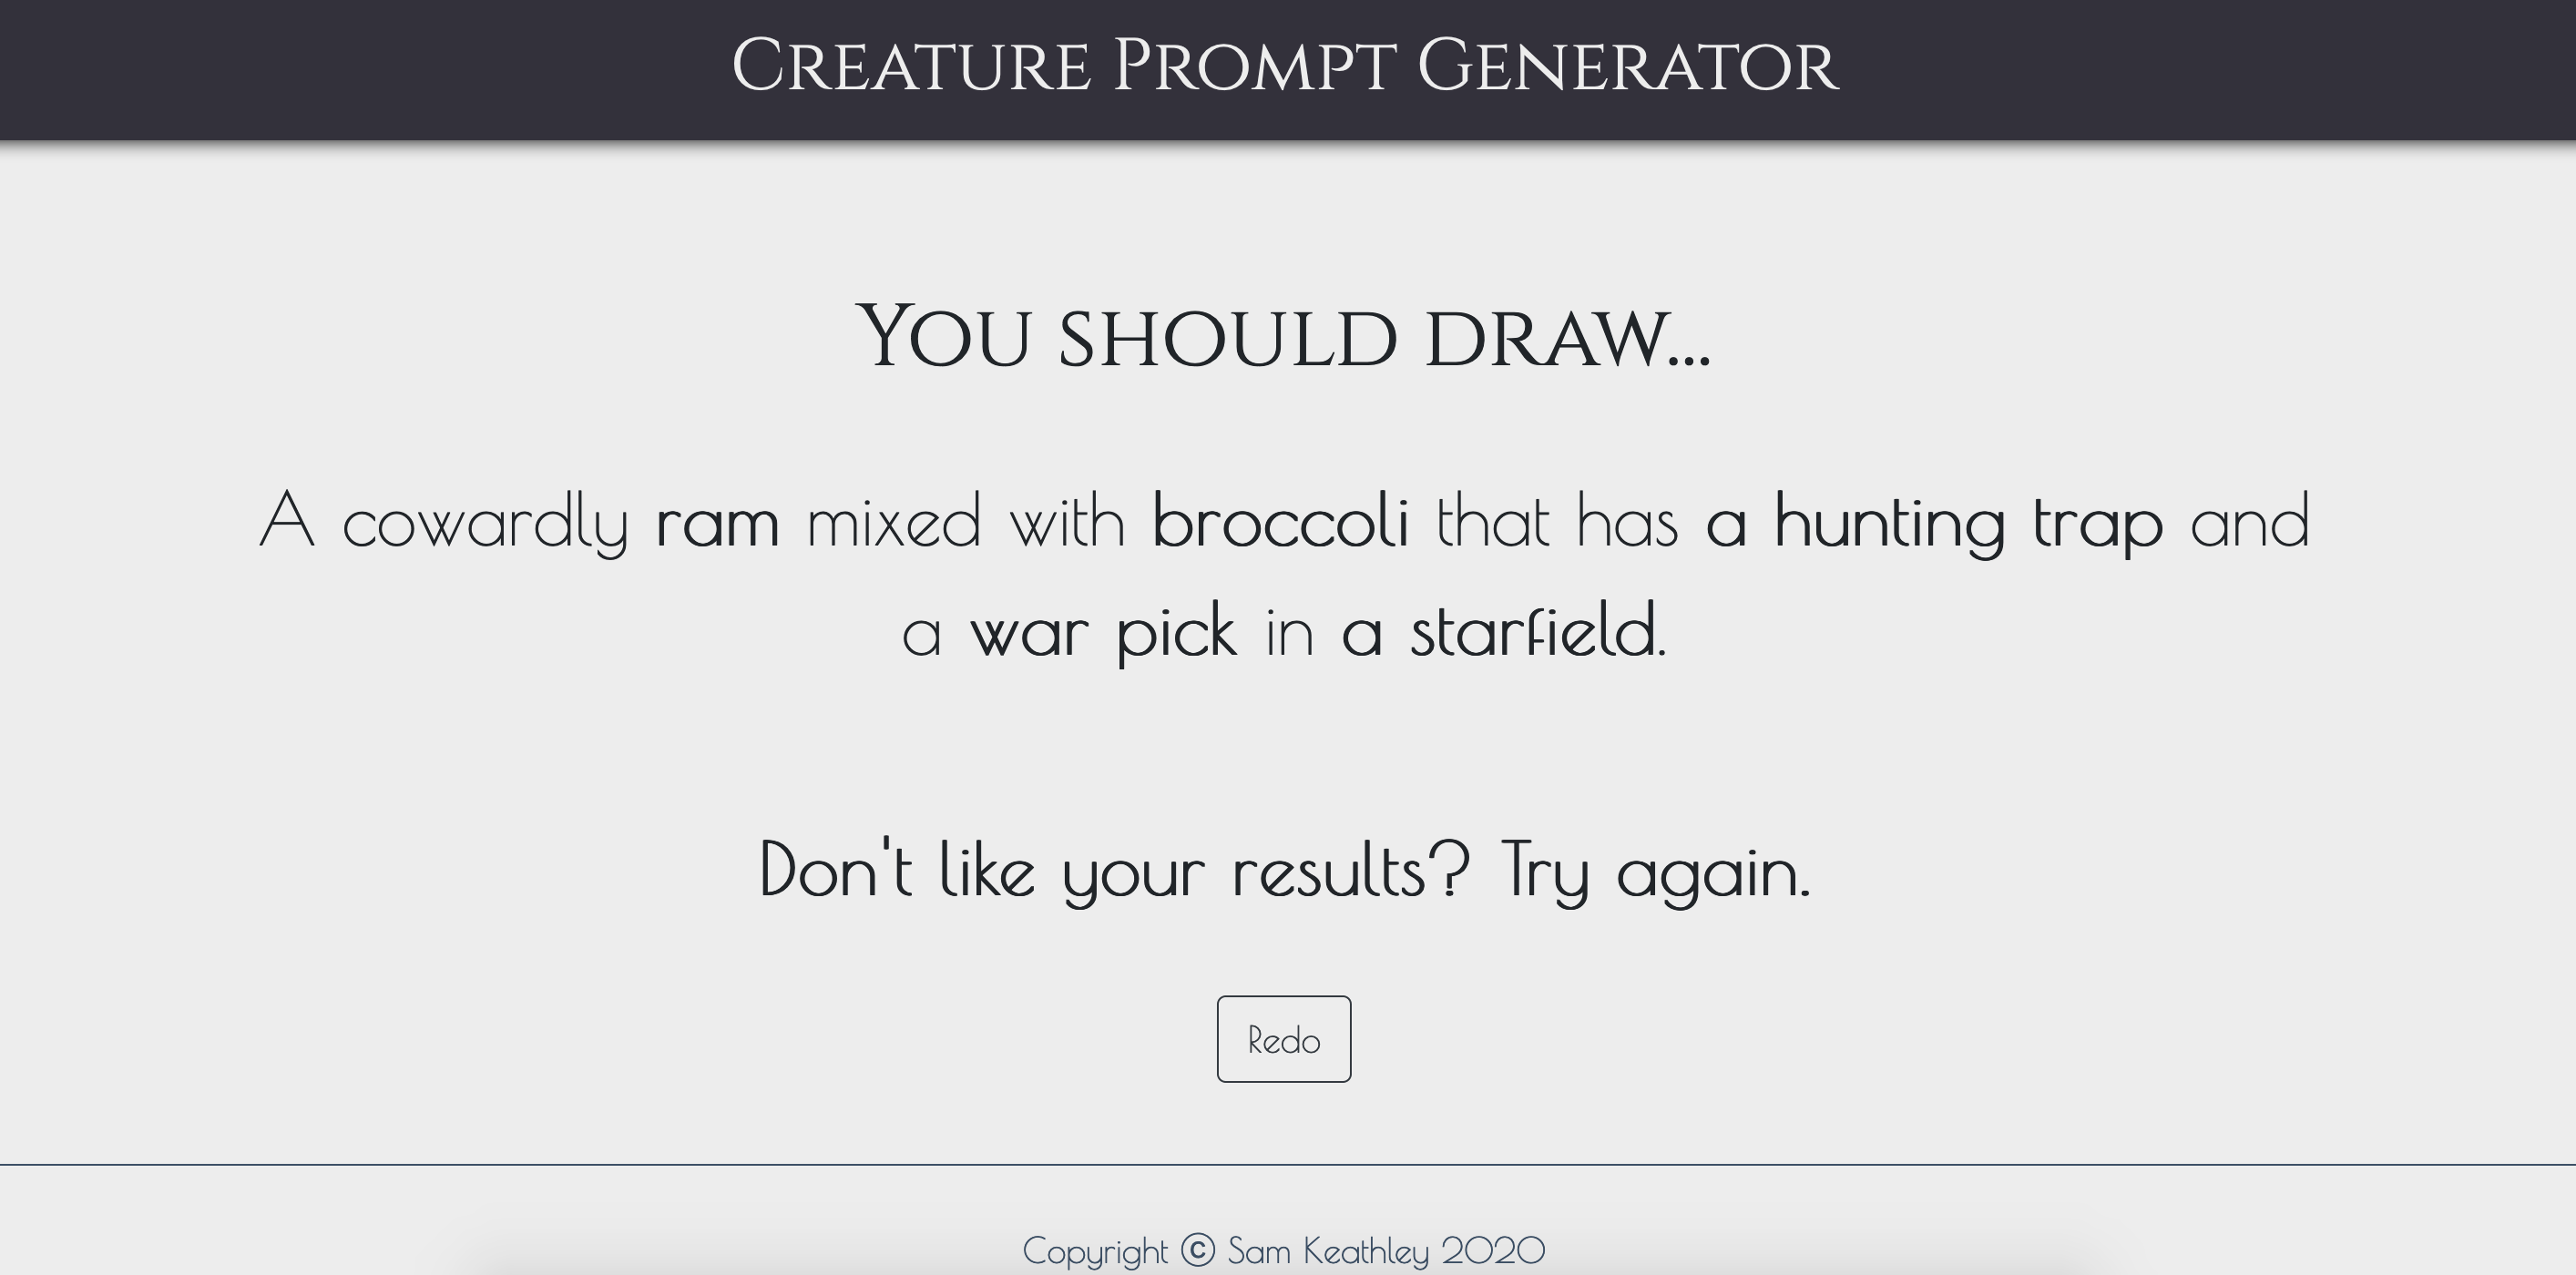 Creature Prompt Generator
You should draw...
A cowardly ram mixed with broccoli that has a hunting trap and
a war pick in a starfield.
Don't like your results? Try again.
Redo
Copyright © Sam Keathley 2020